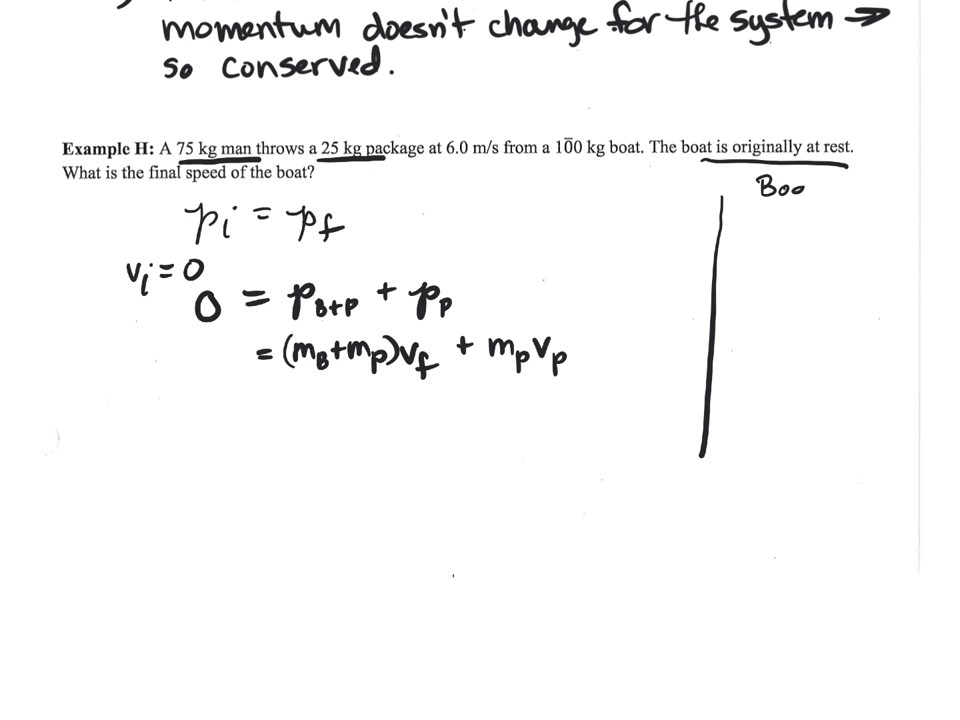 momentum doesn't change for the system →
so conserved.
Example H: A 75 kg man throws a 25 kg package at 6.0 m/s from a 10̅0 kg boat. The boat is originally at rest.
What is the final speed of the boat?
Boo
pi = pf
vi = 0
0 = pB+P + pp
= (mB+mp)vf + mpvp